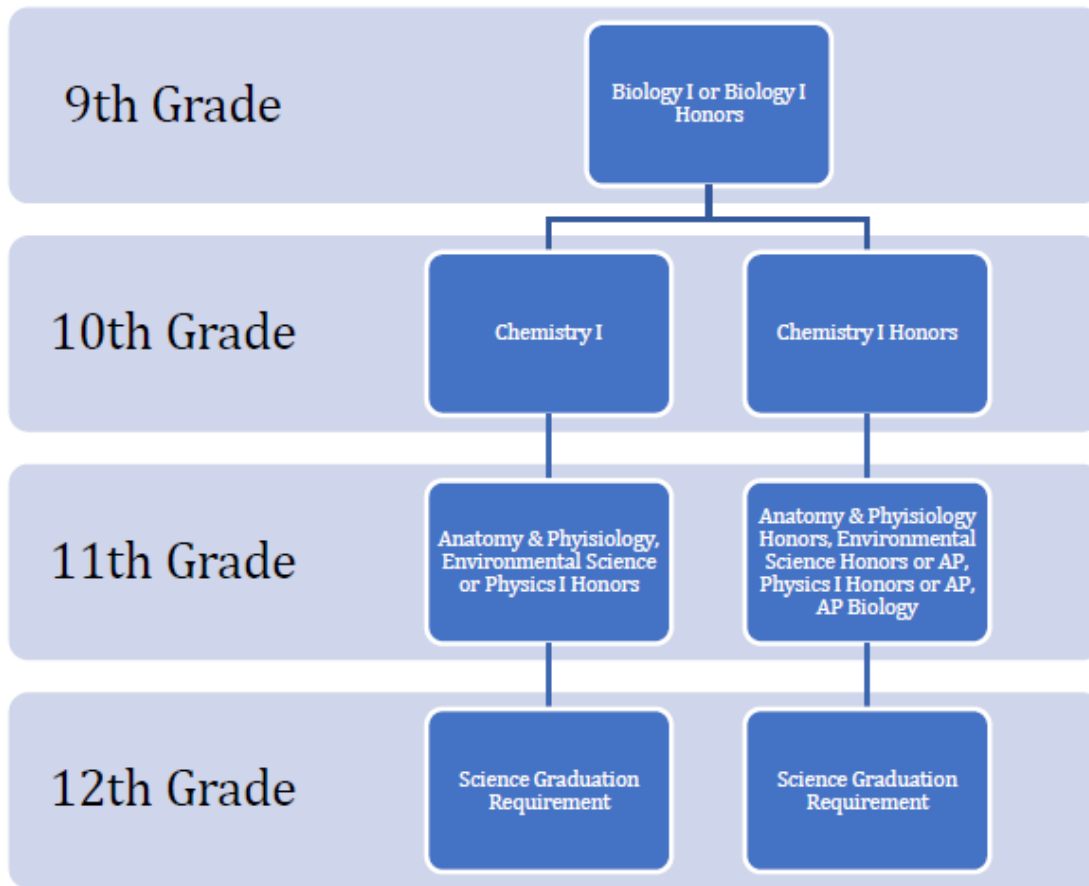 9th Grade
Biology I or Biology I
Honors
10th Grade
Chemistry I
Chemistry I Honors
11th Grade
Anatomy & Phyisiology,
Environmental Science
or Physics I Honors
Anatomy & Phyisiology
Honors, Environmental
Science Honors or AP,
Physics I Honors or AP,
AP Biology
12th Grade
Science Graduation
Requirement
Science Graduation
Requirement